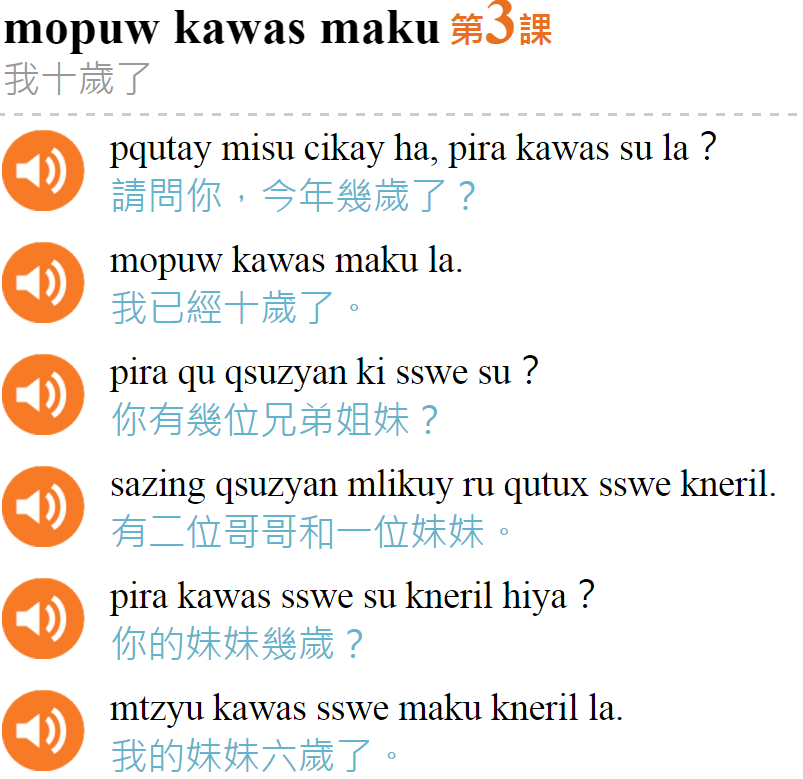 mopuw kawas maku 第3課
我十歲了
pqutay misu cikay ha, pira kawas su la？
請問你，今年幾歲了？
mopuw kawas maku la.
我已經十歲了。
pira qu qsuzyan ki sswe su？
你有幾位兄弟姐妹？
sazing qsuzyan mlikuy ru qutux sswe kneril.
有二位哥哥和一位妹妹。
pira kawas sswe su kneril hiya？
你的妹妹幾歲？
mtzyu kawas sswe maku kneril la.
我的妹妹六歲了。